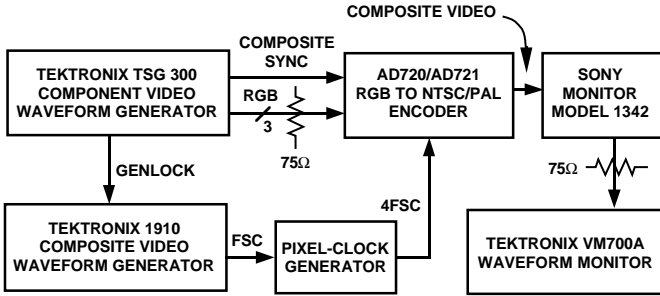 COMPOSITE VIDEO
COMPOSITE
SYNC
TEKTRONIX TSG 300
COMPONENT VIDEO
WAVEFORM GENERATOR
RGB
3
75Ω
AD720/AD721
RGB TO NTSC/PAL
ENCODER
SONY
MONITOR
MODEL 1342
GENLOCK
75Ω
4FSC
TEKTRONIX 1910
COMPOSITE VIDEO
WAVEFORM GENERATOR
FSC
PIXEL-CLOCK
GENERATOR
TEKTRONIX VM700A
WAVEFORM MONITOR